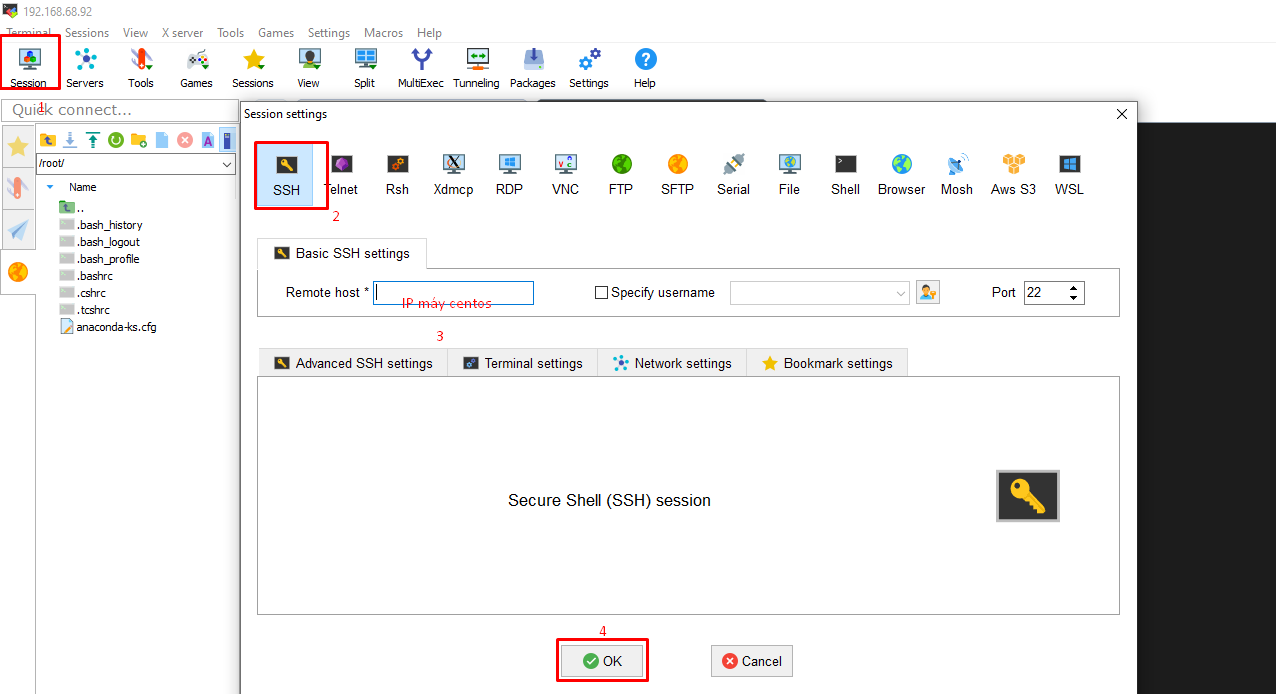 192.168.68.92
Terminal Sessions View X server Tools Games Settings Macros Help
Session Servers Tools Games Sessions View Split MultiExec Tunneling Packages Settings Help
1
Quick connect...
Session settings
/root/
Name
..
.bash_history
.bash_logout
.bash_profile
.bashrc
.cshrc
.tcshrc
anaconda-ks.cfg
SSH Telnet Rsh Xdmcp RDP VNC FTP SFTP Serial File Shell Browser Mosh Aws S3 WSL
2
Basic SSH settings
Remote host * Specify username Port 22
IP máy centos
3
Advanced SSH settings Terminal settings Network settings Bookmark settings
Secure Shell (SSH) session
4
OK Cancel